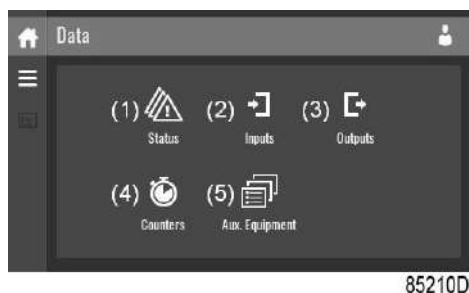 Data
(1) (2) (3)
Status Inputs Outputs
(4) (5)
Counters Aux. Equipment
85210D